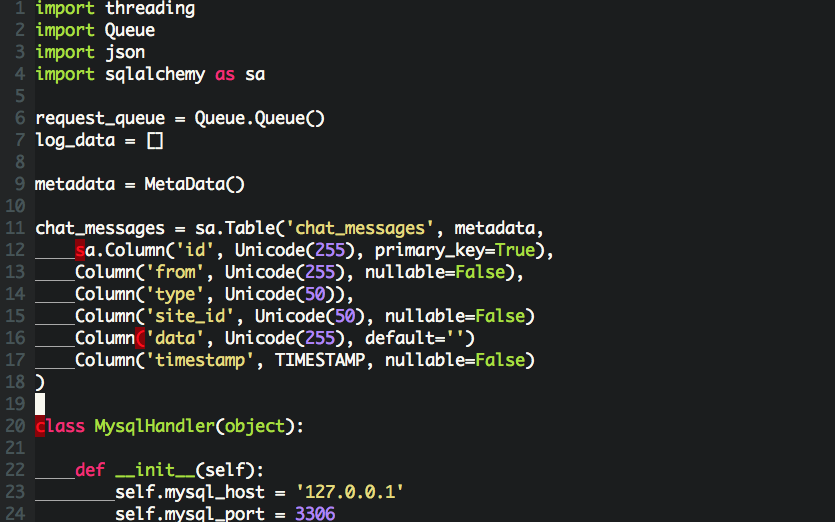 1 import threading
2 import Queue
3 import json
4 import sqlalchemy as sa
5
6 request_queue = Queue.Queue()
7 log_data = []
8
9 metadata = MetaData()
10
11 chat_messages = sa.Table('chat_messages', metadata,
12 ____sa.Column('id', Unicode(255), primary_key=True),
13 ____Column('from', Unicode(255), nullable=False),
14 ____Column('type', Unicode(50)),
15 ____Column('site_id', Unicode(50), nullable=False)
16 ____Column('data', Unicode(255), default='')
17 ____Column('timestamp', TIMESTAMP, nullable=False)
18 )
19
20 class MysqlHandler(object):
21
22 ____def __init__(self):
23 ________self.mysql_host = '127.0.0.1'
24 ________self.mysql_port = 3306